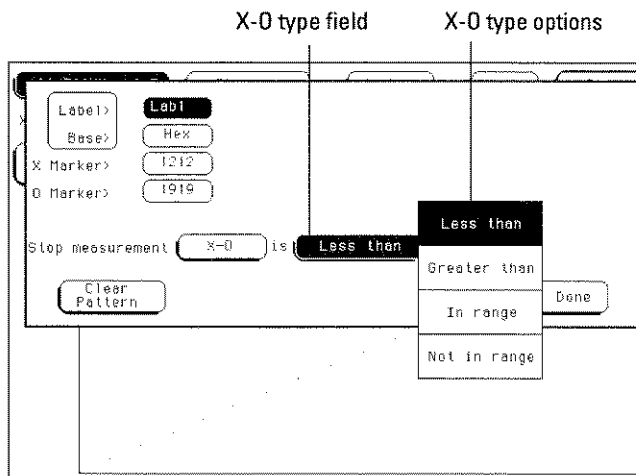 X-O type field X-O type options
Label> Lab1
Base> Hex
X Marker> 1212
O Marker> 1919
Stop measurement X-O is Less than
Less than
Greater than
In range
Not in range
Clear
Pattern
Done